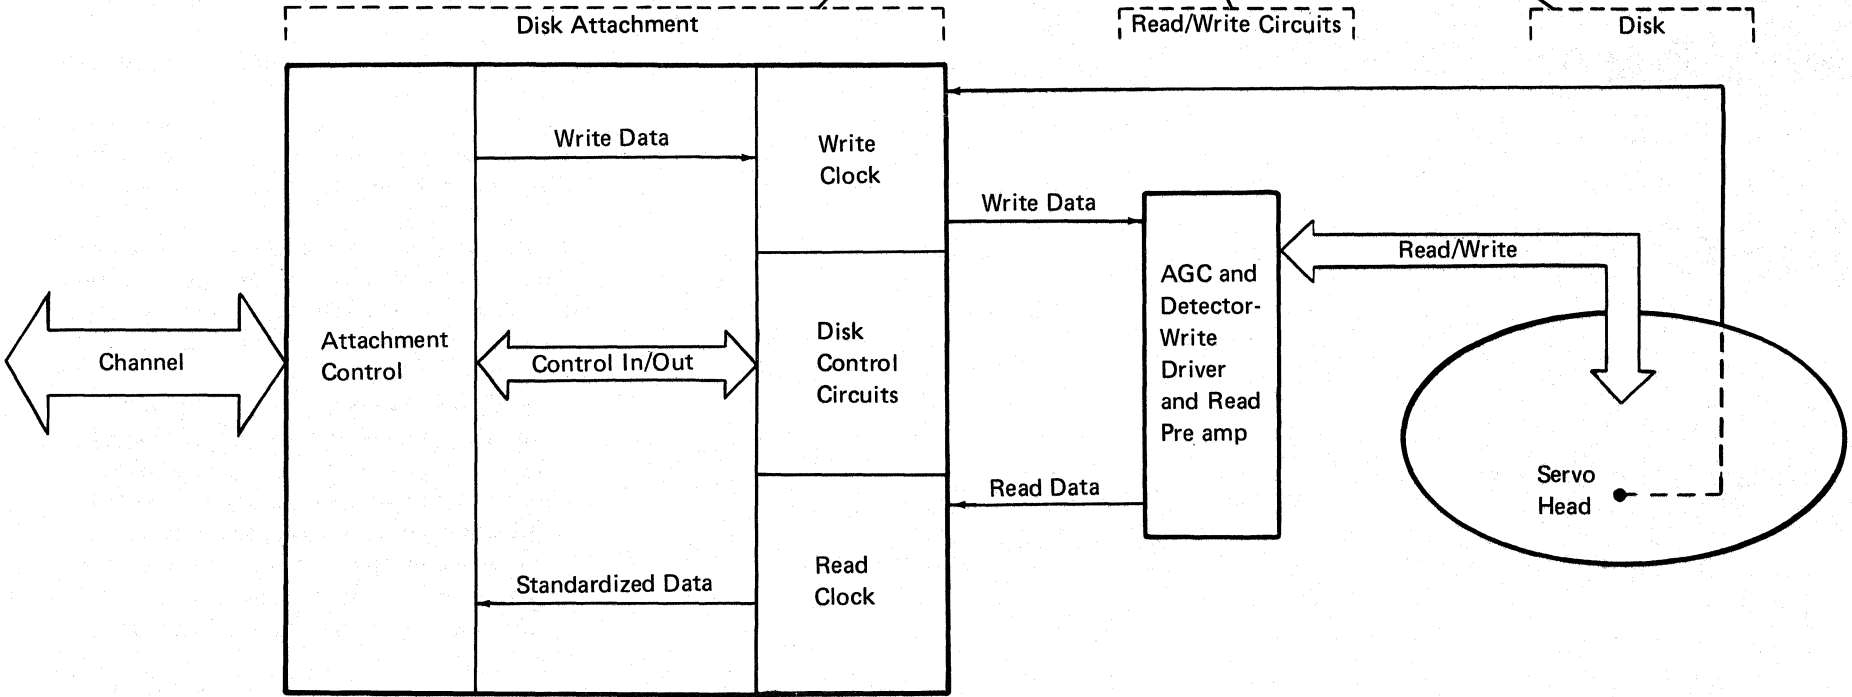 Disk Attachment
Read/Write Circuits
Disk
Write Data
Write
Clock
Write Data
Read/Write
AGC and
Detector-
Write
Driver
and Read
Pre amp
Channel
Attachment
Control
Control In/Out
Disk
Control
Circuits
Servo
Head
Read Data
Standardized Data
Read
Clock